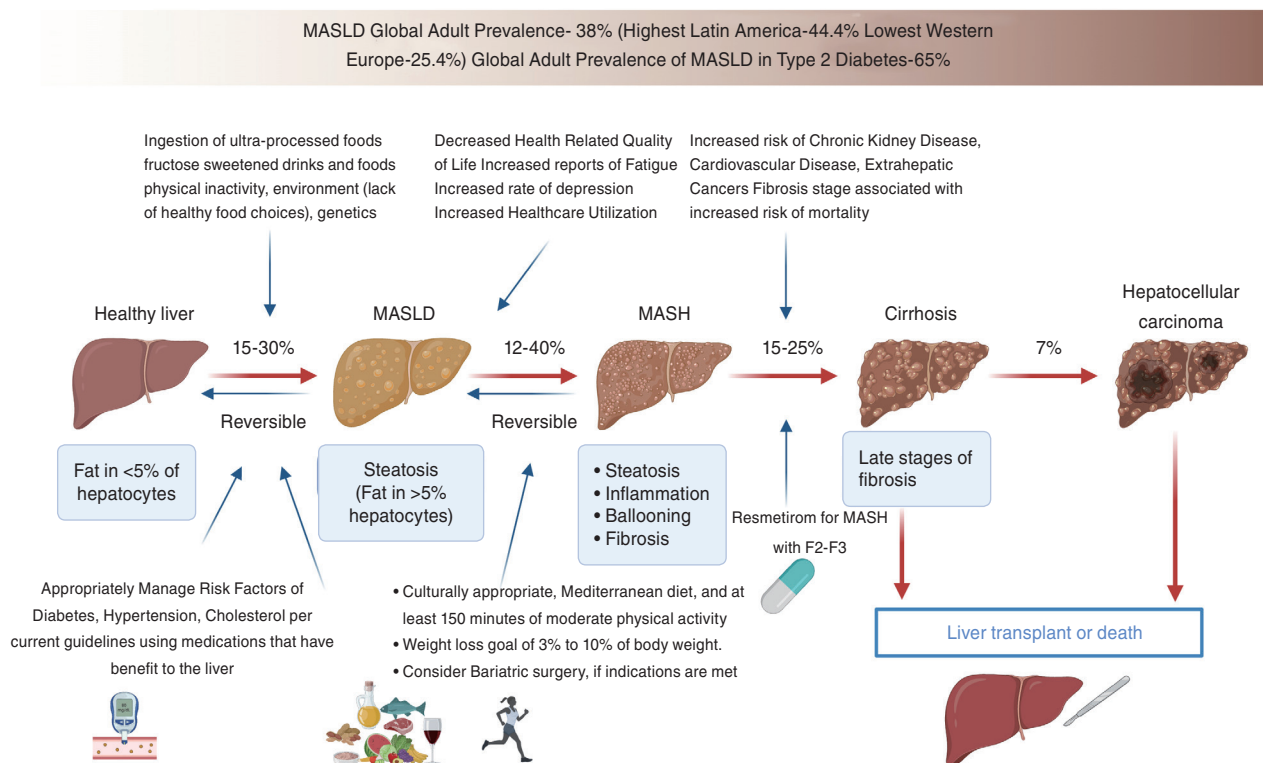 MASLD Global Adult Prevalence- 38% (Highest Latin America-44.4% Lowest Western
Europe-25.4%) Global Adult Prevalence of MASLD in Type 2 Diabetes-65%
Ingestion of ultra-processed foods
fructose sweetened drinks and foods
physical inactivity, environment (lack
of healthy food choices), genetics
Decreased Health Related Quality
of Life Increased reports of Fatigue
Increased rate of depression
Increased Healthcare Utilization
Increased risk of Chronic Kidney Disease,
Cardiovascular Disease, Extrahepatic
Cancers Fibrosis stage associated with
increased risk of mortality
Healthy liver
15-30%
Reversible
MASLD
12-40%
Reversible
MASH
15-25%
Cirrhosis
7%
Hepatocellular
carcinoma
Fat in <5% of
hepatocytes
Steatosis
(Fat in >5%
hepatocytes)
• Steatosis
• Inflammation
• Ballooning
• Fibrosis
Resmetirom for MASH
with F2-F3
Late stages of
fibrosis
Appropriately Manage Risk Factors of
Diabetes, Hypertension, Cholesterol per
current guidelines using medications that have
benefit to the liver
• Culturally appropriate, Mediterranean diet, and at
least 150 minutes of moderate physical activity
• Weight loss goal of 3% to 10% of body weight.
• Consider Bariatric surgery, if indications are met
Liver transplant or death